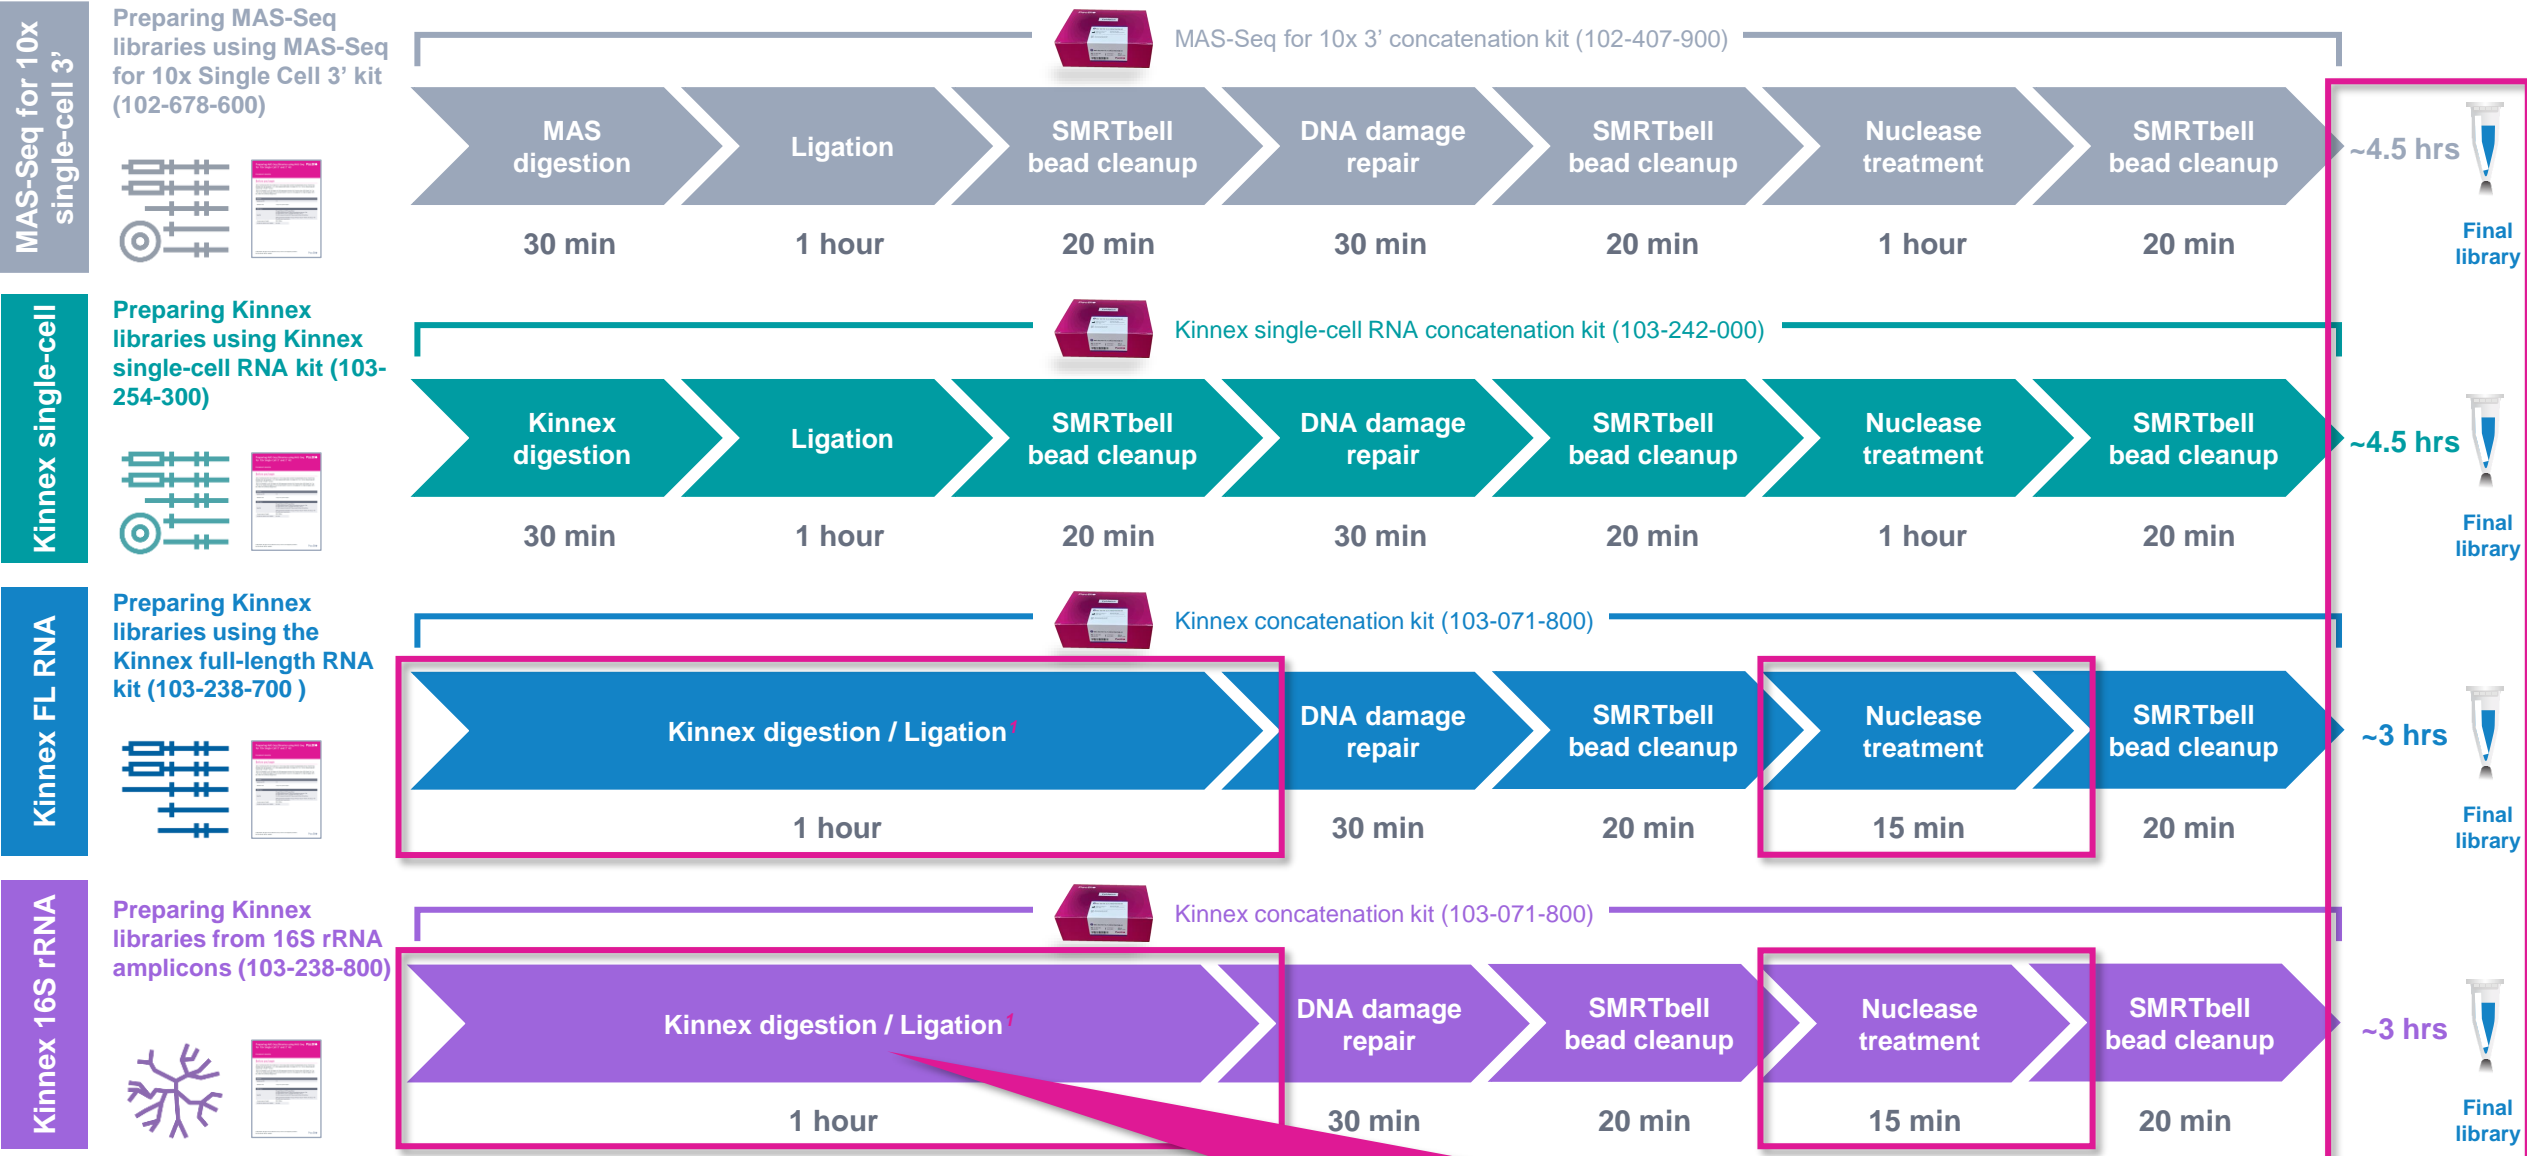 MAS-Seq for 10x
single-cell 3’
Preparing MAS-Seq
libraries using MAS-Seq
for 10x Single Cell 3’ kit
(102-678-600)
MAS-Seq for 10x 3’ concatenation kit (102-407-900)
MAS
digestion
Ligation
SMRTbell
bead cleanup
DNA damage
repair
SMRTbell
bead cleanup
Nuclease
treatment
SMRTbell
bead cleanup
~4.5 hrs
30 min
1 hour
20 min
30 min
20 min
1 hour
20 min
Final
library
Kinnex single-cell
Preparing Kinnex
libraries using Kinnex
single-cell RNA kit (103-
254-300)
Kinnex single-cell RNA concatenation kit (103-242-000)
Kinnex
digestion
Ligation
SMRTbell
bead cleanup
DNA damage
repair
SMRTbell
bead cleanup
Nuclease
treatment
SMRTbell
bead cleanup
~4.5 hrs
30 min
1 hour
20 min
30 min
20 min
1 hour
20 min
Final
library
Kinnex FL RNA
Preparing Kinnex
libraries using the
Kinnex full-length RNA
kit (103-238-700 )
Kinnex concatenation kit (103-071-800)
Kinnex digestion / Ligation1
DNA damage
repair
SMRTbell
bead cleanup
Nuclease
treatment
SMRTbell
bead cleanup
~3 hrs
1 hour
30 min
20 min
15 min
20 min
Final
library
Kinnex 16S rRNA
Preparing Kinnex
libraries from 16S rRNA
amplicons (103-238-800)
Kinnex concatenation kit (103-071-800)
Kinnex digestion / Ligation1
DNA damage
repair
SMRTbell
bead cleanup
Nuclease
treatment
SMRTbell
bead cleanup
~3 hrs
1 hour
30 min
20 min
15 min
20 min
Final
library